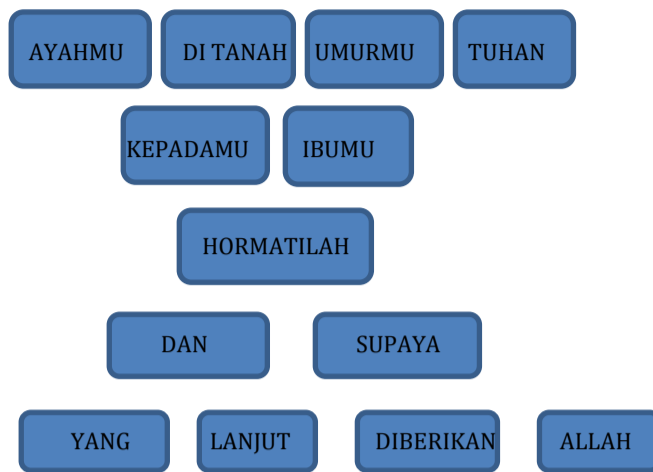 AYAHMU DI TANAH UMURMU TUHAN
KEPADAMU IBUMU
HORMATILAH
DAN SUPAYA
YANG LANJUT DIBERIKAN ALLAH